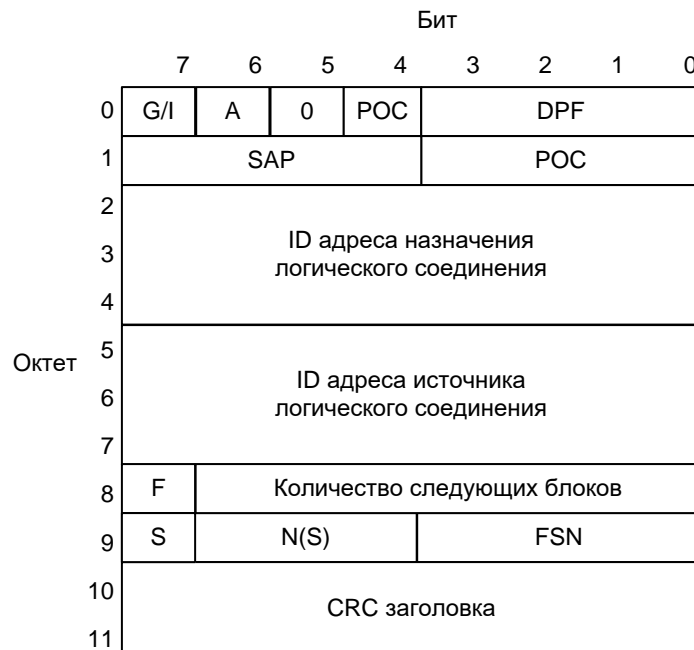 Бит
7 6 5 4 3 2 1 0
0 G/I A 0 POC DPF
1 SAP POC
2
3
4
ID адреса назначения
логического соединения
Октет
5
6
7
ID адреса источника
логического соединения
8 F Количество следующих блоков
9 S N(S) FSN
10
11
CRC заголовка